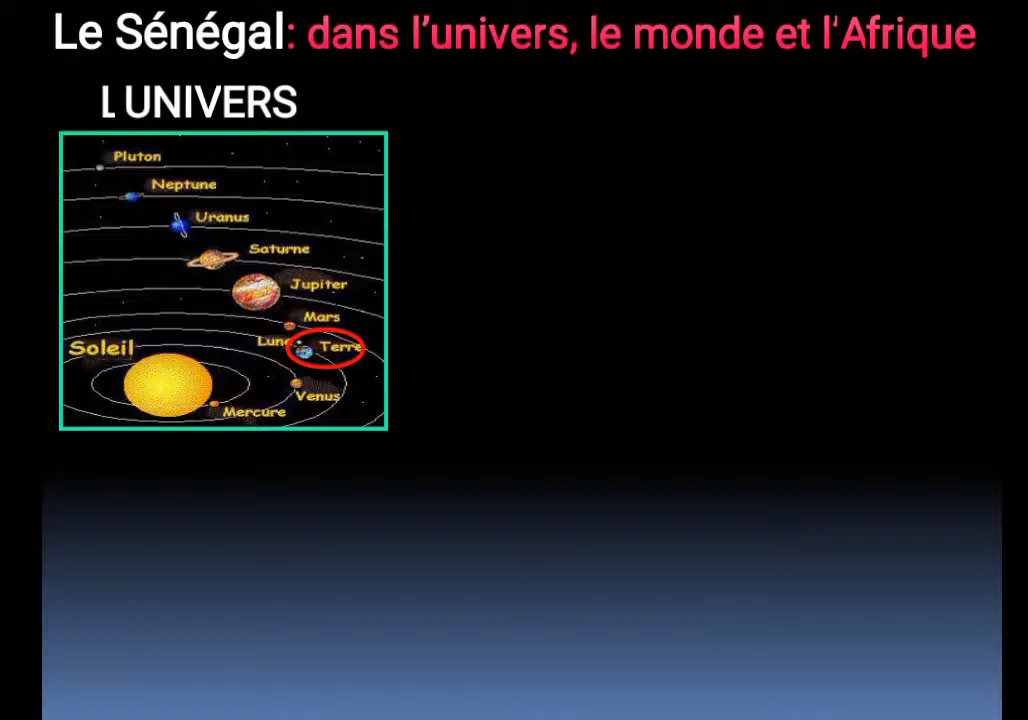 Le Sénégal: dans l’univers, le monde et l’Afrique
L UNIVERS
Pluton
Neptune
Uranus
Saturne
Jupiter
Mars
Lune
Terre
Soleil
Venus
Mercure